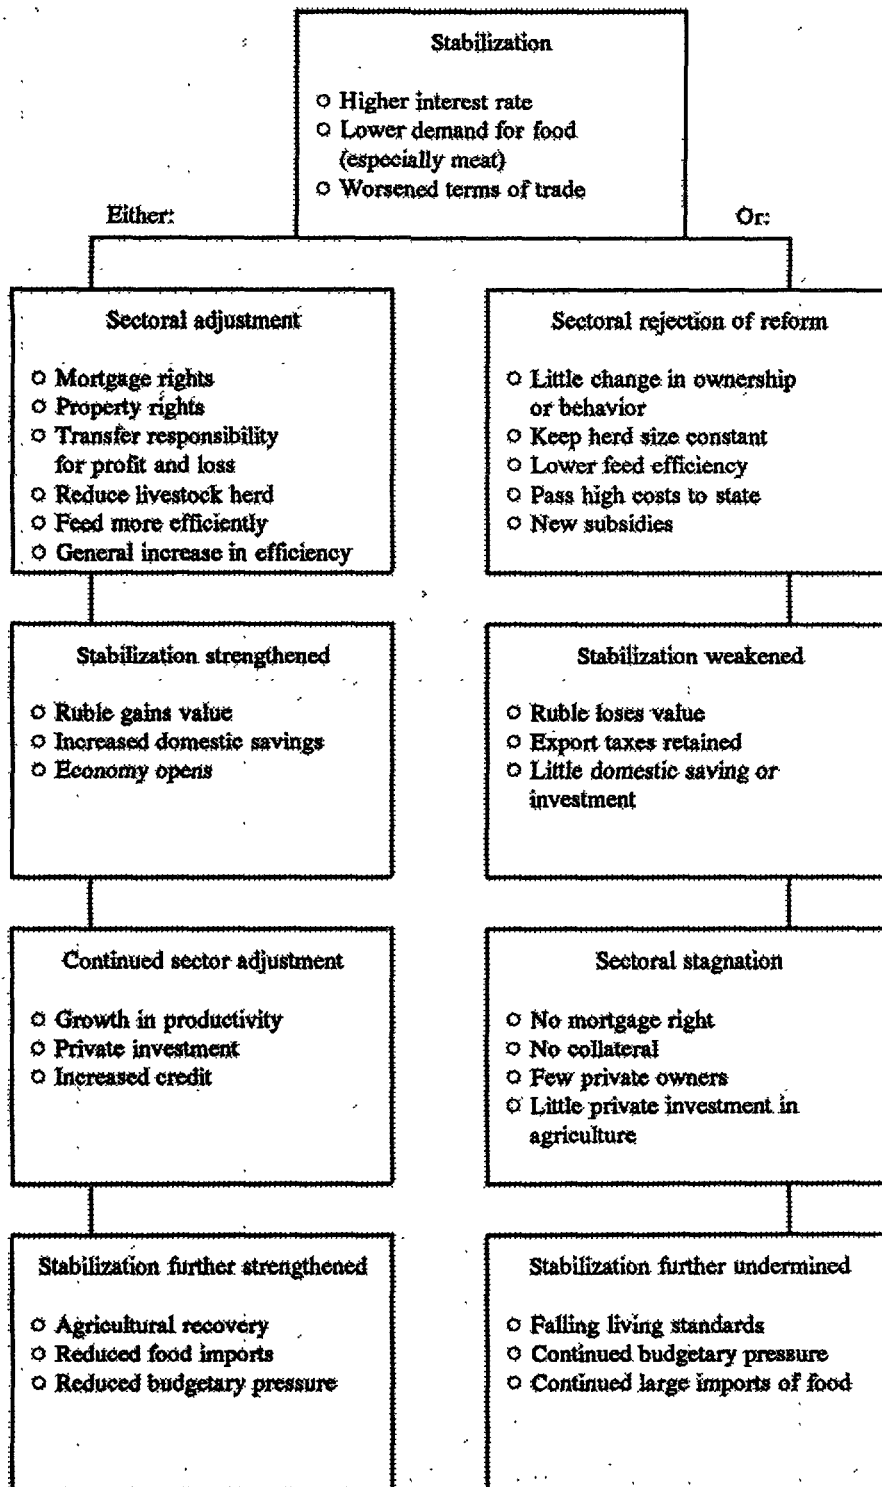 Stabilization
○ Higher interest rate
○ Lower demand for food
(especially meat)
○ Worsened terms of trade
Either:
Or:
Sectoral adjustment
○ Mortgage rights
○ Property rights
○ Transfer responsibility
for profit and loss
○ Reduce livestock herd
○ Feed more efficiently
○ General increase in efficiency
Sectoral rejection of reform
○ Little change in ownership
or behavior
○ Keep herd size constant
○ Lower feed efficiency
○ Pass high costs to state
○ New subsidies
Stabilization strengthened
○ Ruble gains value
○ Increased domestic savings
○ Economy opens
Stabilization weakened
○ Ruble loses value
○ Export taxes retained
○ Little domestic saving or
investment
Continued sector adjustment
○ Growth in productivity
○ Private investment
○ Increased credit
Sectoral stagnation
○ No mortgage right
○ No collateral
○ Few private owners
○ Little private investment in
agriculture
Stabilization further strengthened
○ Agricultural recovery
○ Reduced food imports
○ Reduced budgetary pressure
Stabilization further undermined
○ Falling living standards
○ Continued budgetary pressure
○ Continued large imports of food